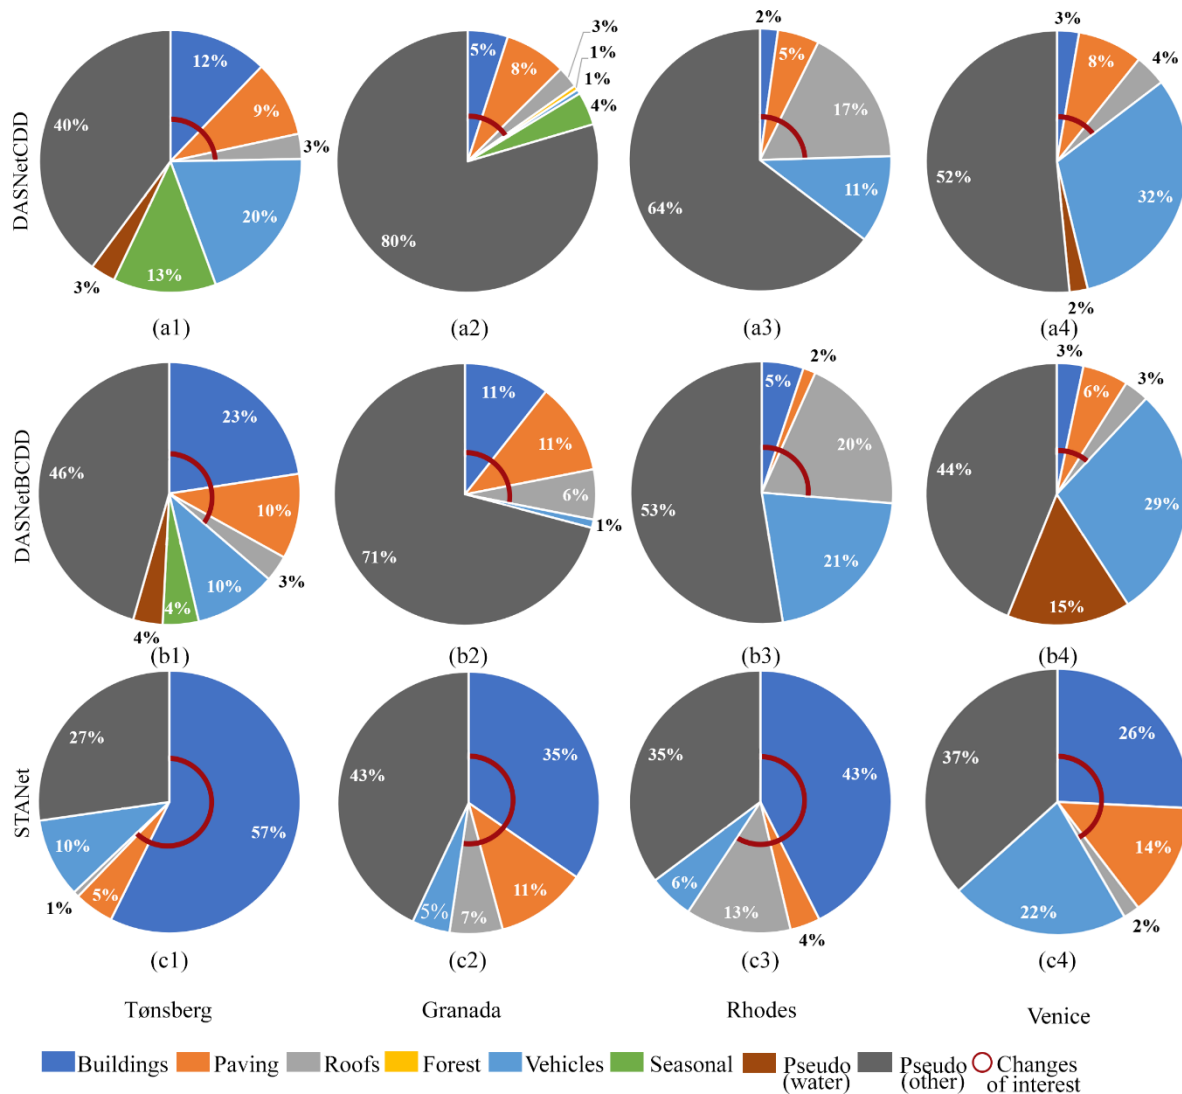 DASNetCDD
12%
9%
3%
20%
13%
3%
40%
(a1)
5%
8%
3%
1%
1%
4%
80%
(a2)
2%
5%
17%
11%
64%
(a3)
3%
8%
4%
32%
2%
52%
(a4)
DASNetBCDD
23%
10%
3%
10%
4%
4%
46%
(b1)
11%
11%
6%
1%
71%
(b2)
5%
2%
20%
21%
53%
(b3)
3%
6%
3%
29%
15%
44%
(b4)
STANet
57%
5%
1%
10%
27%
(c1)
35%
11%
7%
5%
43%
(c2)
43%
4%
13%
6%
35%
(c3)
26%
14%
2%
22%
37%
(c4)
Tønsberg
Granada
Rhodes
Venice
Buildings
Paving
Roofs
Forest
Vehicles
Seasonal
Pseudo
(water)
Pseudo
(other)
Changes
of interest